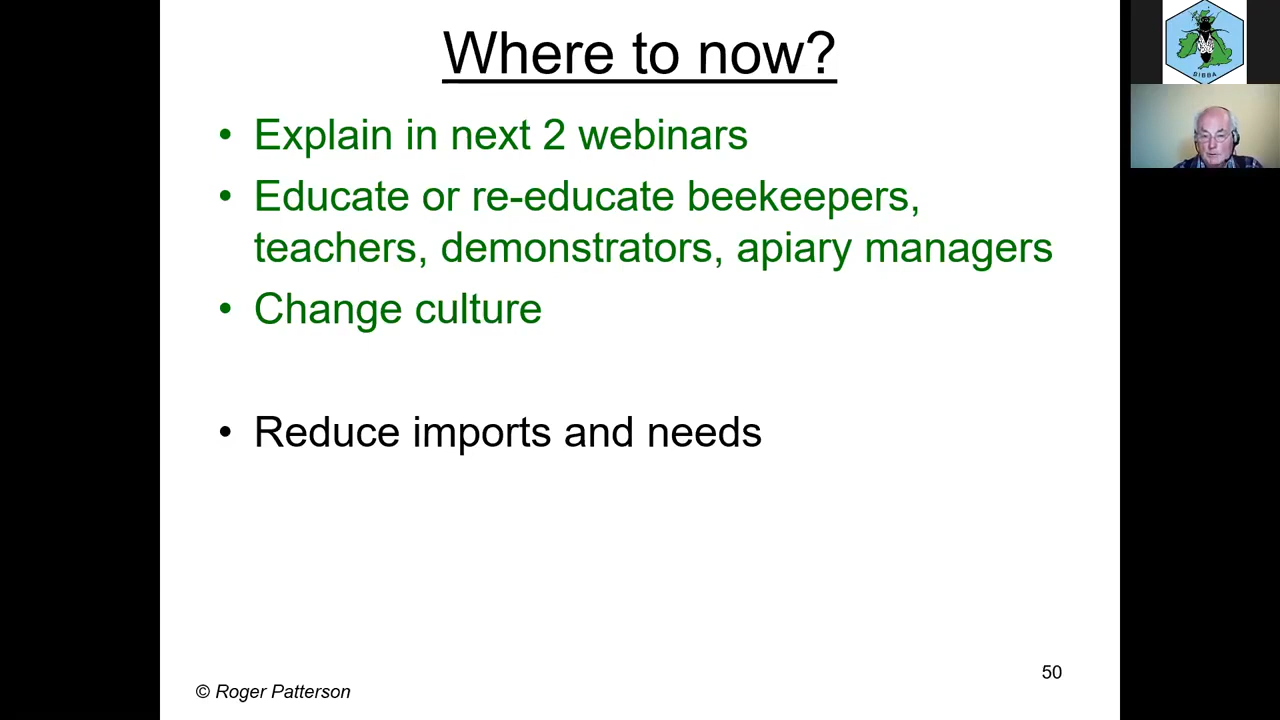 Where to now?
• Explain in next 2 webinars
• Educate or re-educate beekeepers,
teachers, demonstrators, apiary managers
• Change culture
• Reduce imports and needs
50
© Roger Patterson
BIBBA